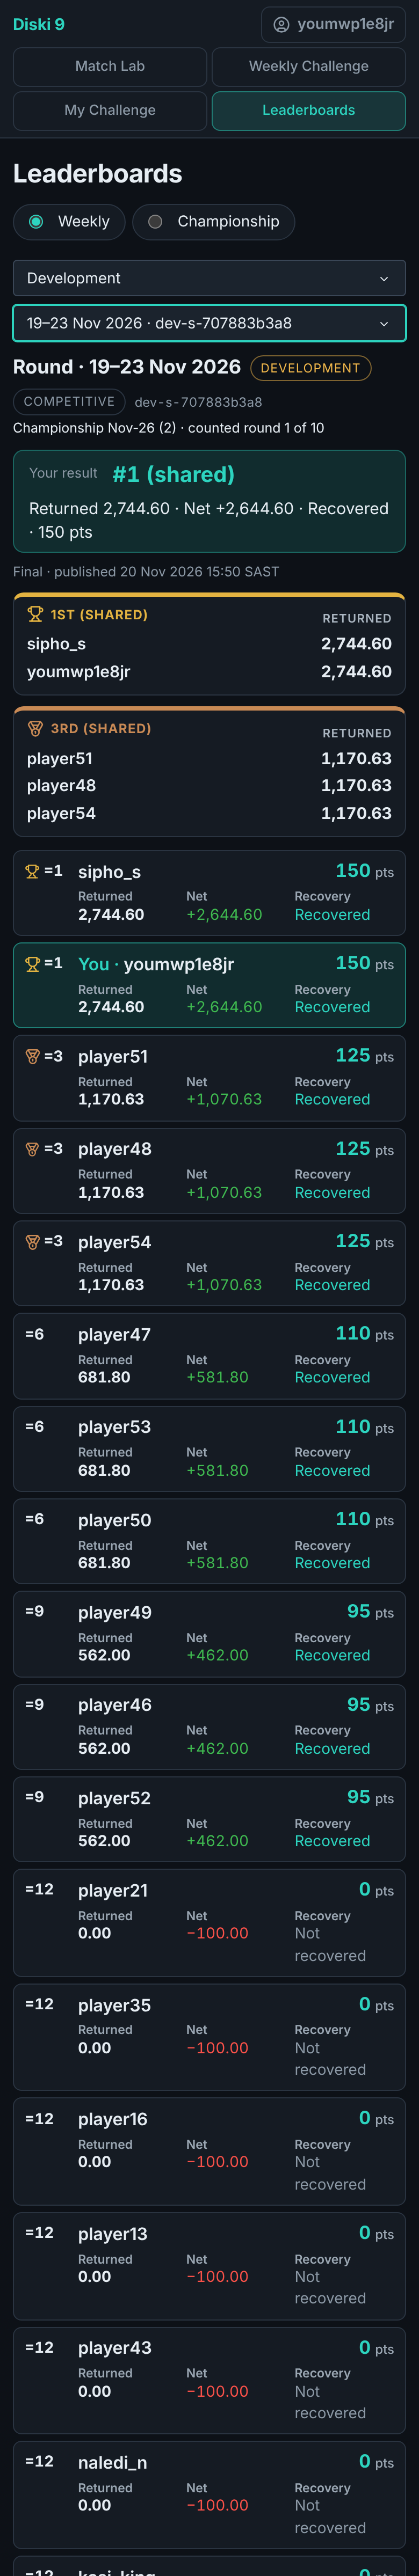 Diski 9
youmwp1e8jr
Match Lab
Weekly Challenge
My Challenge
Leaderboards
Leaderboards
Weekly
Championship
Development
19–23 Nov 2026 · dev-s-707883b3a8
Round · 19–23 Nov 2026 DEVELOPMENT
COMPETITIVE dev-s-707883b3a8
Championship Nov-26 (2) · counted round 1 of 10
Your result #1 (shared)
Returned 2,744.60 · Net +2,644.60 · Recovered
· 150 pts
Final · published 20 Nov 2026 15:50 SAST
1ST (SHARED) RETURNED
sipho_s 2,744.60
youmwp1e8jr 2,744.60
3RD (SHARED) RETURNED
player51 1,170.63
player48 1,170.63
player54 1,170.63
=1 sipho_s 150 pts
Returned Net Recovery
2,744.60 +2,644.60 Recovered
=1 You · youmwp1e8jr 150 pts
Returned Net Recovery
2,744.60 +2,644.60 Recovered
=3 player51 125 pts
Returned Net Recovery
1,170.63 +1,070.63 Recovered
=3 player48 125 pts
Returned Net Recovery
1,170.63 +1,070.63 Recovered
=3 player54 125 pts
Returned Net Recovery
1,170.63 +1,070.63 Recovered
=6 player47 110 pts
Returned Net Recovery
681.80 +581.80 Recovered
=6 player53 110 pts
Returned Net Recovery
681.80 +581.80 Recovered
=6 player50 110 pts
Returned Net Recovery
681.80 +581.80 Recovered
=9 player49 95 pts
Returned Net Recovery
562.00 +462.00 Recovered
=9 player46 95 pts
Returned Net Recovery
562.00 +462.00 Recovered
=9 player52 95 pts
Returned Net Recovery
562.00 +462.00 Recovered
=12 player21 0 pts
Returned Net Recovery
0.00 −100.00 Not
recovered
=12 player35 0 pts
Returned Net Recovery
0.00 −100.00 Not
recovered
=12 player16 0 pts
Returned Net Recovery
0.00 −100.00 Not
recovered
=12 player13 0 pts
Returned Net Recovery
0.00 −100.00 Not
recovered
=12 player43 0 pts
Returned Net Recovery
0.00 −100.00 Not
recovered
=12 naledi_n 0 pts
Returned Net Recovery
0.00 −100.00 Not
recovered